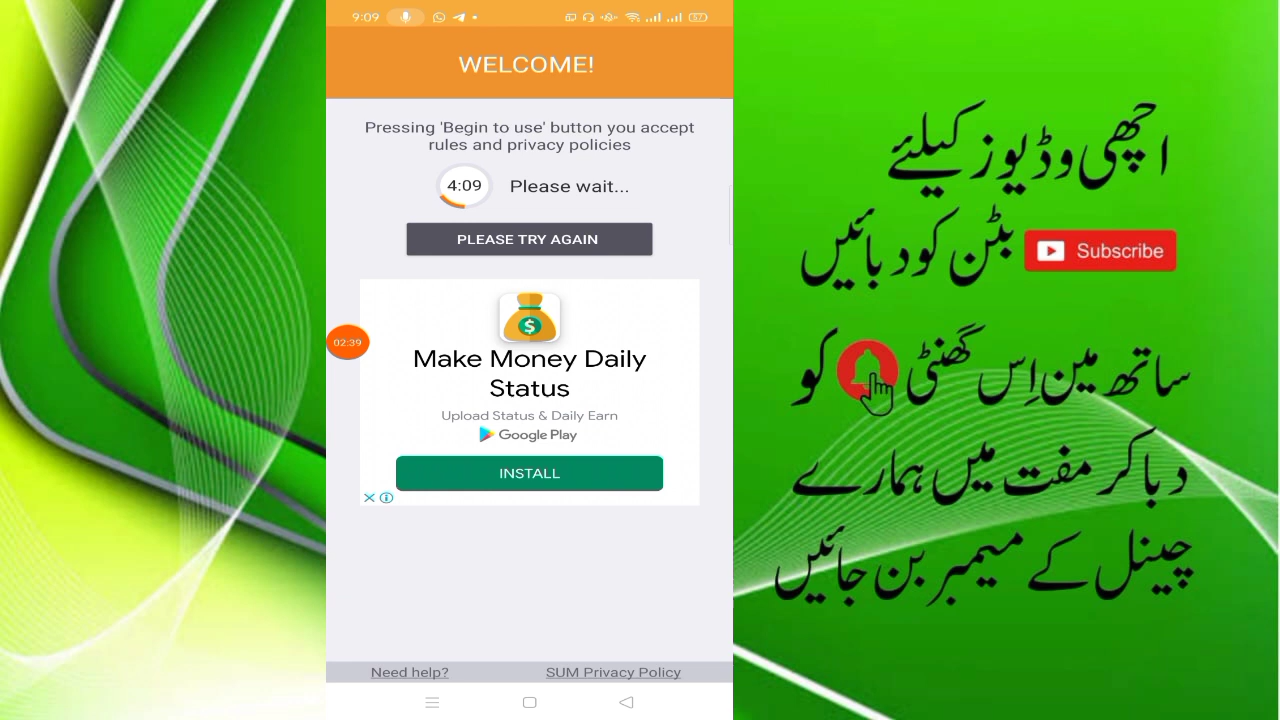 9:09
57
WELCOME!
Pressing 'Begin to use' button you accept
rules and privacy policies
4:09 Please wait...
PLEASE TRY AGAIN
02:39
Make Money Daily
Status
Upload Status & Daily Earn
Google Play
INSTALL
Need help? SUM Privacy Policy
اچھی وڈیوز کیلئے
Subscribe بٹن کو دبائیں
ساتھ میں اِس گھنٹی کو
دبا کر مفت میں ہمارے
چینل کے میمبر بن جائیں